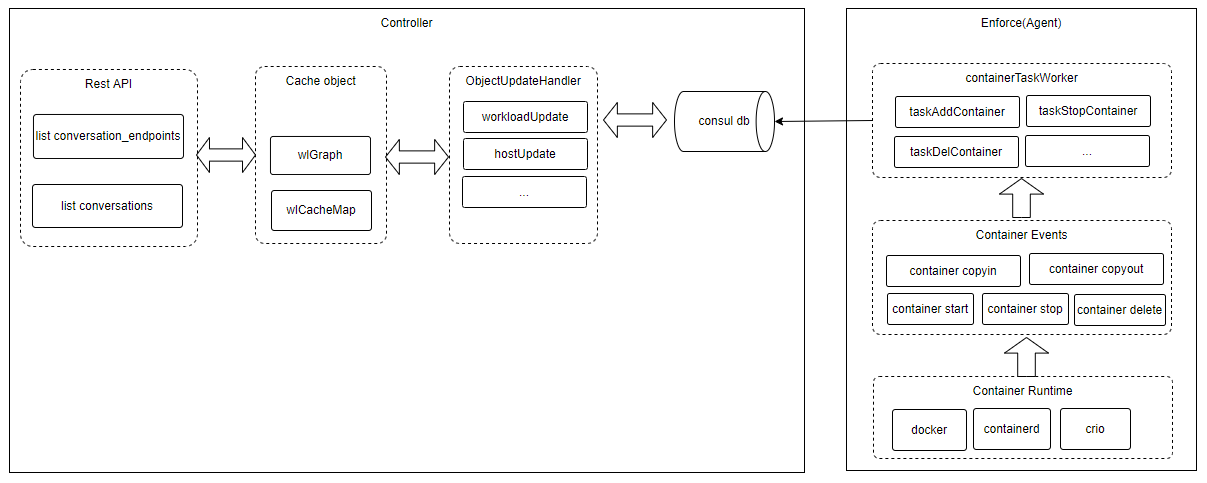 Controller
Rest API
list conversation_endpoints
list conversations
Cache object
wlGraph
wlCacheMap
ObjectUpdateHandler
workloadUpdate
hostUpdate
...
consul db
Enforce(Agent)
containerTaskWorker
taskAddContainer
taskStopContainer
taskDelContainer
...
Container Events
container copyin
container copyout
container start
container stop
container delete
Container Runtime
docker
containerd
crio